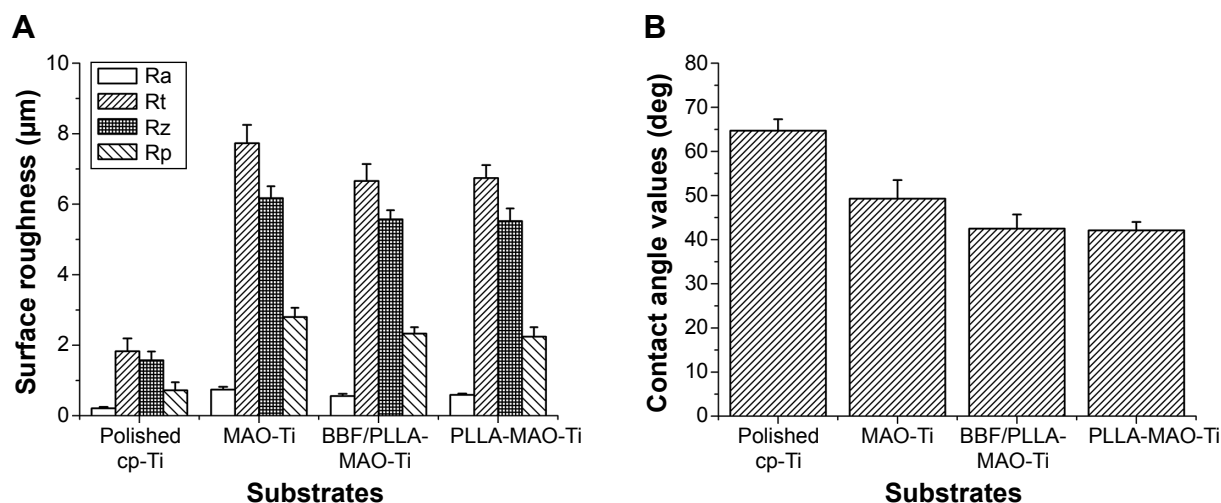 A
Surface roughness (µm)
10
8
6
4
2
0
Ra
Rt
Rz
Rp
Polished
cp-Ti
MAO-Ti
BBF/PLLA-
MAO-Ti
PLLA-MAO-Ti
Substrates
B
Contact angle values (deg)
80
70
60
50
40
30
20
10
0
Polished
cp-Ti
MAO-Ti
BBF/PLLA-
MAO-Ti
PLLA-MAO-Ti
Substrates